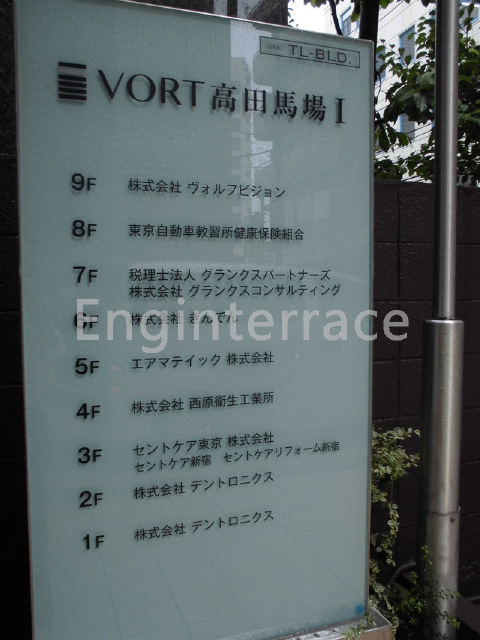 TL-BLD.
VORT高田馬場 I
9F 株式会社 ヴォルフビジョン
8F 東京自動車教習所健康保険組合
7F 税理士法人 グランクスパートナーズ
株式会社 グランクスコンサルティング
6F 株式会社 きんでん
Enginterrace
5F エアマテイック 株式会社
4F 株式会社 西原衛生工業所
3F セントケア東京 株式会社
セントケア新宿 セントケアリフォーム新宿
2F 株式会社 デントロニクス
1F 株式会社 デントロニクス